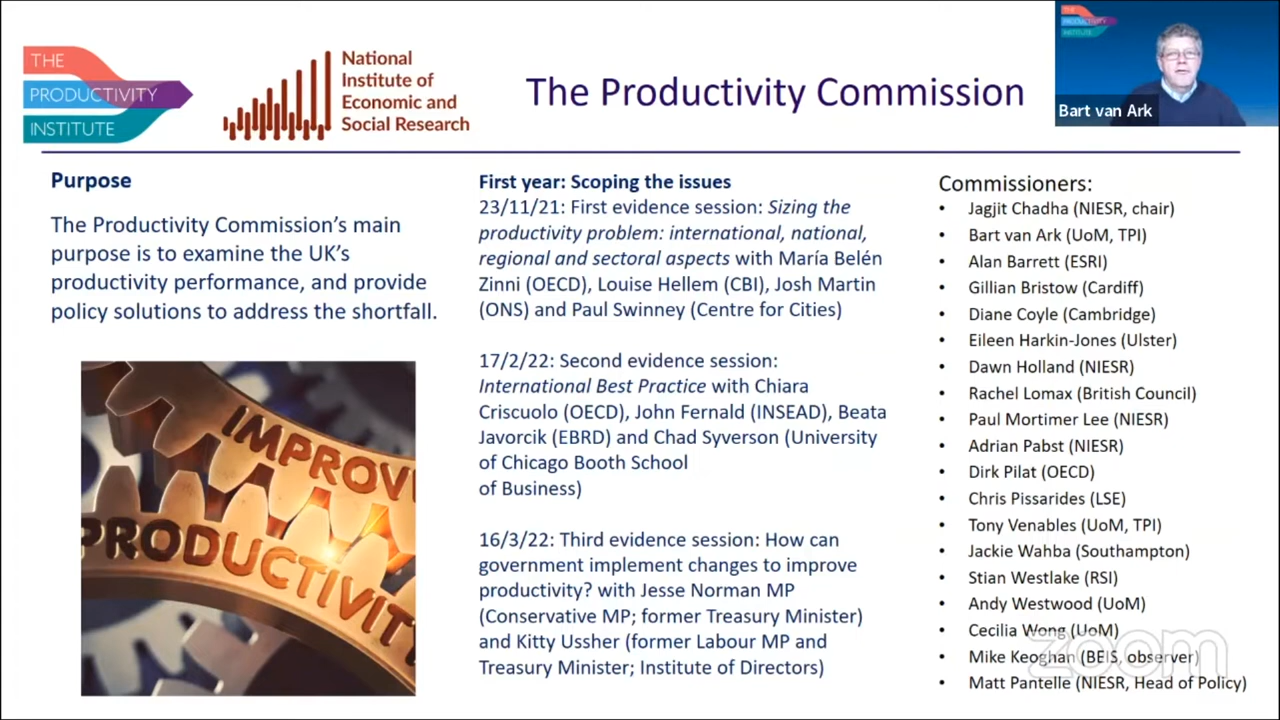 THE
PRODUCTIVITY
INSTITUTE
National
Institute of
Economic and
Social Research
The Productivity Commission
THE
PRODUCTIVITY
INSTITUTE
Bart van Ark
Purpose
The Productivity Commission's main
purpose is to examine the UK's
productivity performance, and provide
policy solutions to address the shortfall.
IMPROV
PRODUCTIVIT
First year: Scoping the issues
23/11/21: First evidence session: Sizing the
productivity problem: international, national,
regional and sectoral aspects with María Belén
Zinni (OECD), Louise Hellem (CBI), Josh Martin
(ONS) and Paul Swinney (Centre for Cities)
17/2/22: Second evidence session:
International Best Practice with Chiara
Criscuolo (OECD), John Fernald (INSEAD), Beata
Javorcik (EBRD) and Chad Syverson (University
of Chicago Booth School
of Business)
16/3/22: Third evidence session: How can
government implement changes to improve
productivity? with Jesse Norman MP
(Conservative MP; former Treasury Minister)
and Kitty Ussher (former Labour MP and
Treasury Minister; Institute of Directors)
Commissioners:
• Jagjit Chadha (NIESR, chair)
• Bart van Ark (UoM, TPI)
• Alan Barrett (ESRI)
• Gillian Bristow (Cardiff)
• Diane Coyle (Cambridge)
• Eileen Harkin-Jones (Ulster)
• Dawn Holland (NIESR)
• Rachel Lomax (British Council)
• Paul Mortimer Lee (NIESR)
• Adrian Pabst (NIESR)
• Dirk Pilat (OECD)
• Chris Pissarides (LSE)
• Tony Venables (UoM, TPI)
• Jackie Wahba (Southampton)
• Stian Westlake (RSI)
• Andy Westwood (UoM)
• Cecilia Wong (UoM)
• Mike Keoghan (BEIS, observer)
• Matt Pantelle (NIESR, Head of Policy)
zoom